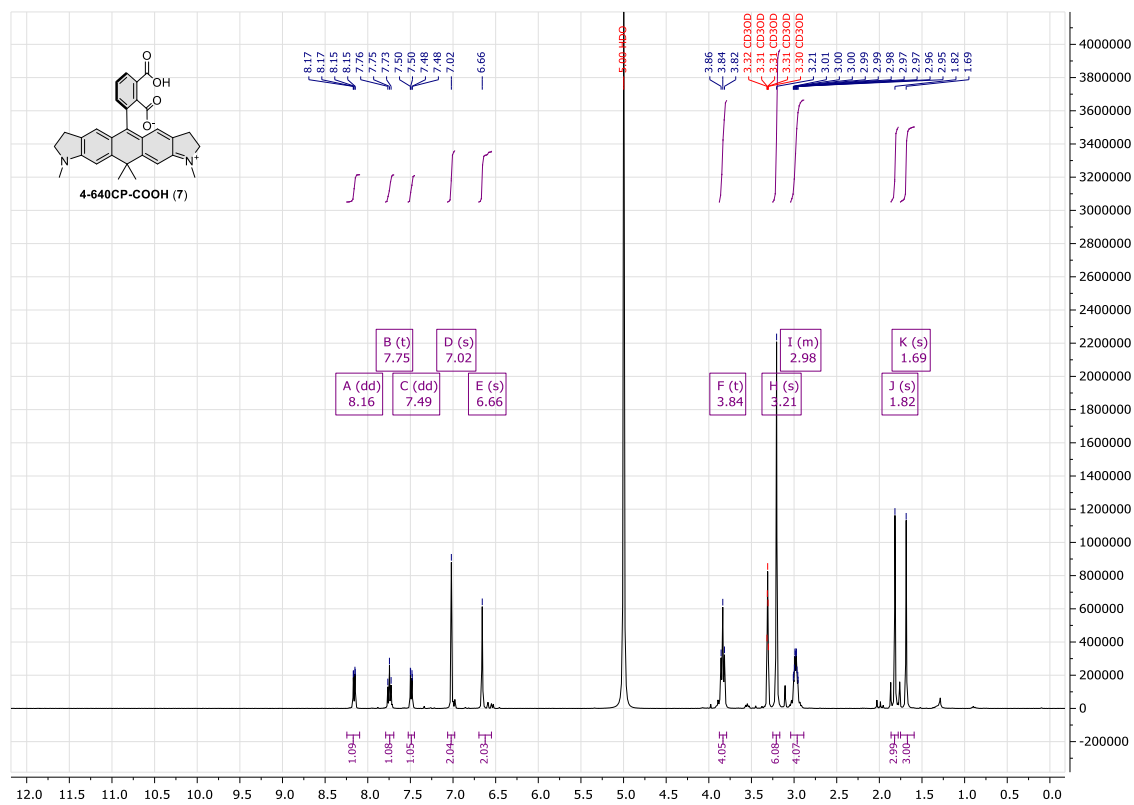 8.17
8.17
8.15
8.15
7.76
7.75
7.73
7.50
7.50
7.48
7.48
7.02
6.66
5.00 HDO
3.86
3.84
3.82
3.32 CD3OD
3.31 CD3OD
3.31 CD3OD
3.31 CD3OD
3.30 CD3OD
3.21
3.01
3.00
3.00
2.99
2.99
2.98
2.97
2.97
2.96
2.95
1.82
1.69
O
OH
O
O-
N
N+
4-640CP-COOH (7)
B (t)
7.75
D (s)
7.02
I (m)
2.98
K (s)
1.69
A (dd)
8.16
C (dd)
7.49
E (s)
6.66
F (t)
3.84
H (s)
3.21
J (s)
1.82
4000000
3800000
3600000
3400000
3200000
3000000
2800000
2600000
2400000
2200000
2000000
1800000
1600000
1400000
1200000
1000000
800000
600000
400000
200000
0
-200000
1.09
1.08
1.05
2.04
2.03
4.05
6.08
4.07
2.99
3.00
12.0 11.5 11.0 10.5 10.0 9.5 9.0 8.5 8.0 7.5 7.0 6.5 6.0 5.5 5.0 4.5 4.0 3.5 3.0 2.5 2.0 1.5 1.0 0.5 0.0